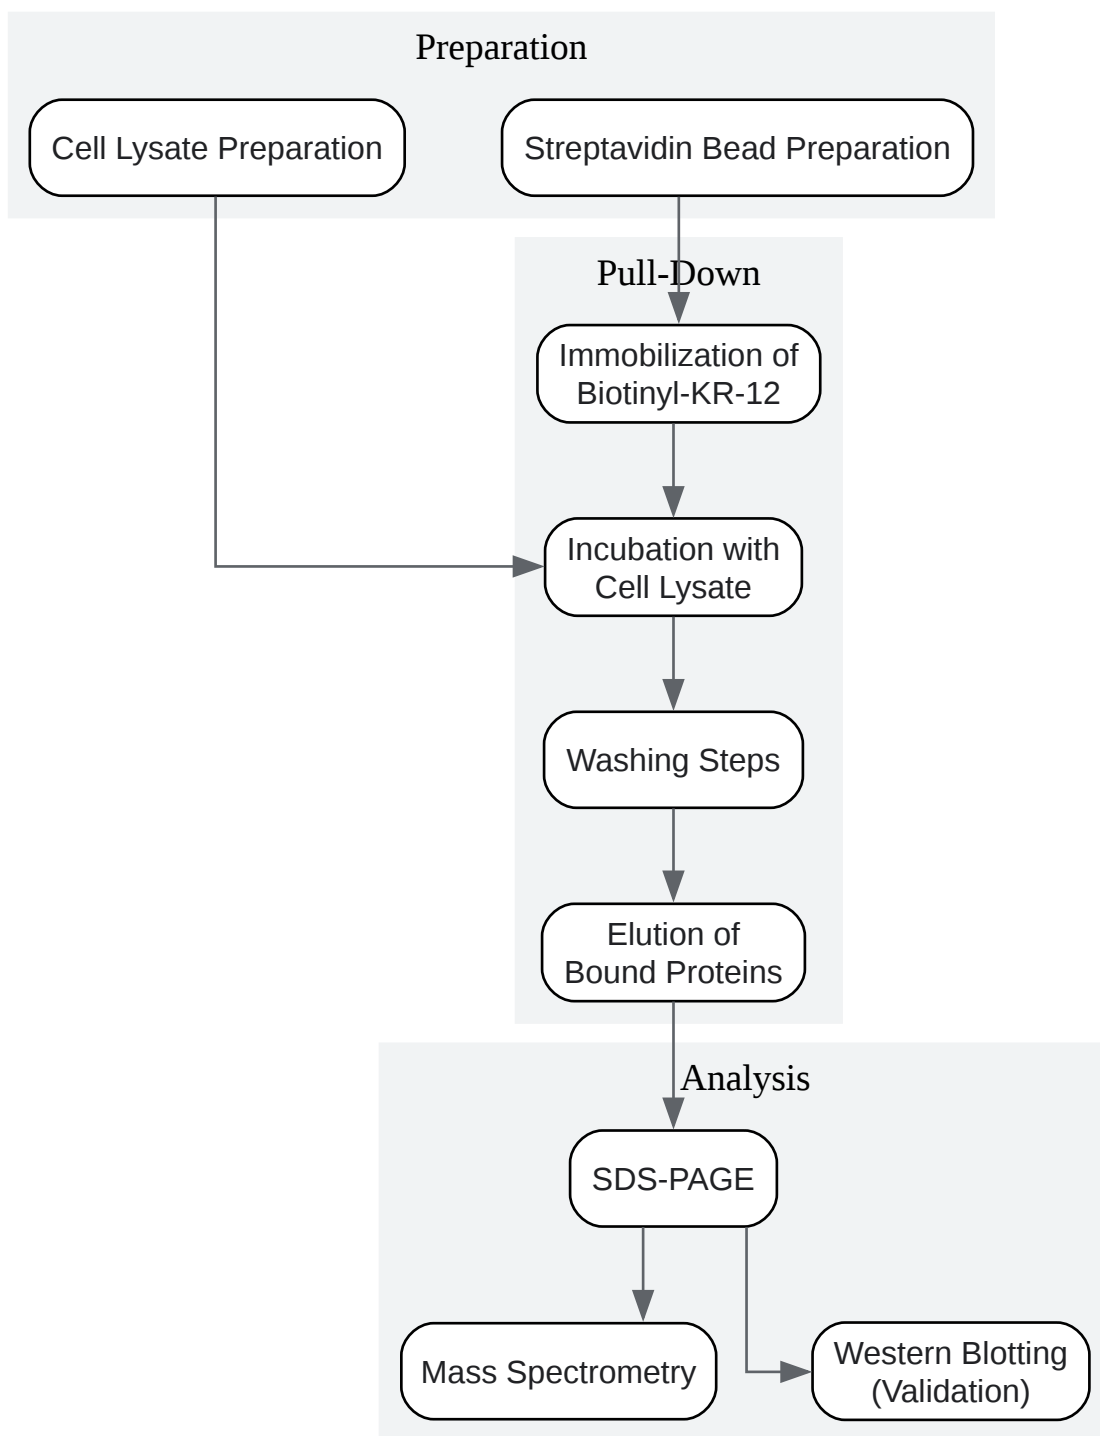 Preparation
Cell Lysate Preparation
Streptavidin Bead Preparation
Pull-Down
Immobilization of
Biotinyl-KR-12
Incubation with
Cell Lysate
Washing Steps
Elution of
Bound Proteins
Analysis
SDS-PAGE
Mass Spectrometry
Western Blotting
(Validation)